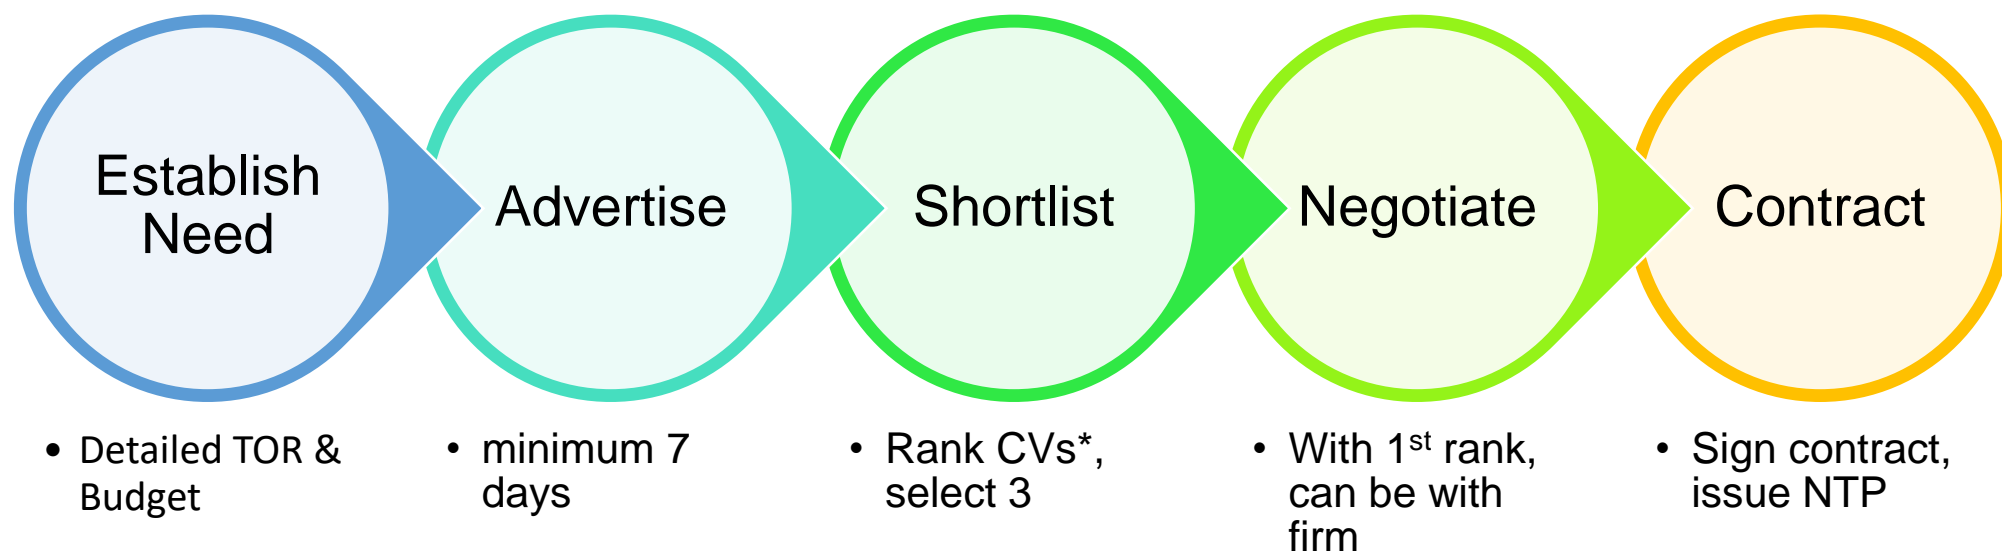 Establish
Need
Advertise
Shortlist
Negotiate
Contract
• Detailed TOR &
Budget
• minimum 7
days
• Rank CVs*,
select 3
• With 1st rank,
can be with
firm
• Sign contract,
issue NTP